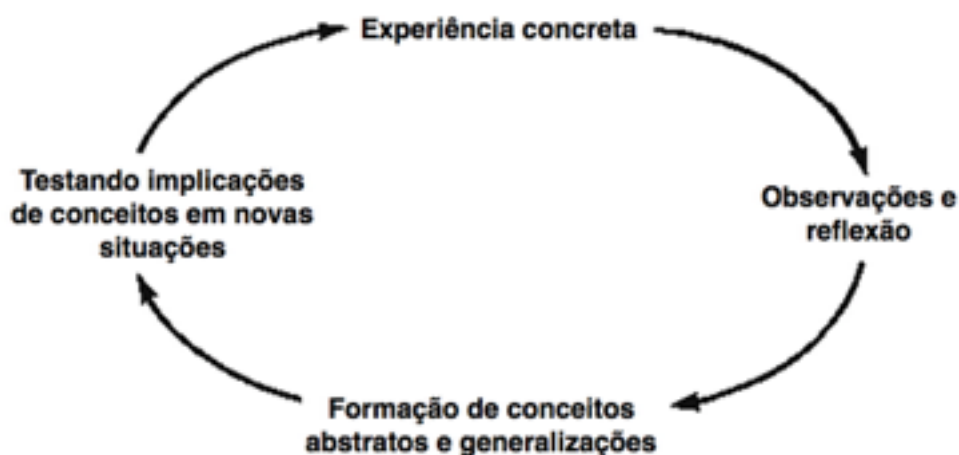 Experiência concreta
Observações e
reflexão
Formação de conceitos
abstratos e generalizações
Testando implicações
de conceitos em novas
situações